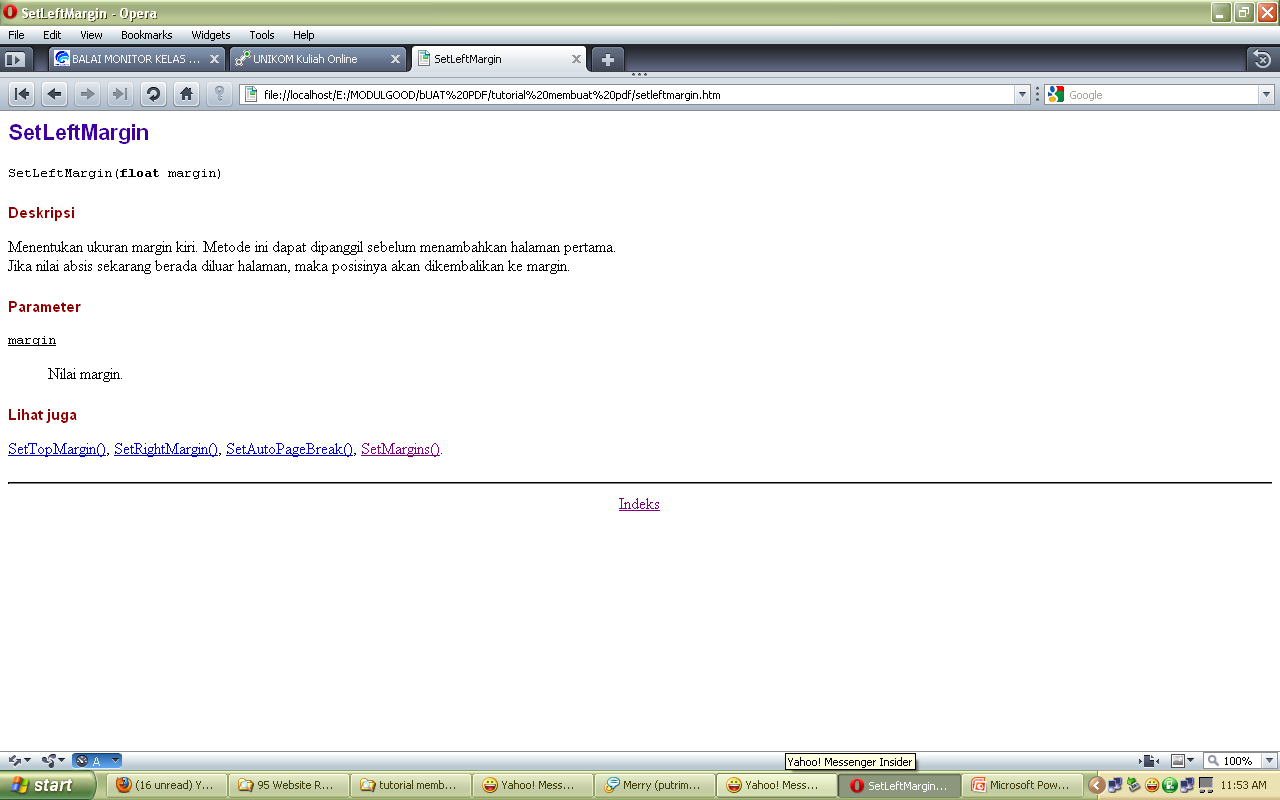 SetLeftMargin - Opera
File Edit View Bookmarks Widgets Tools Help
BALAI MONITOR KELAS ... UNIKOM Kuliah Online SetLeftMargin
file://localhost/E:/MODULGOOD/bUAT%20PDF/tutorial%20membuat%20pdf/setleftmargin.htm Google
SetLeftMargin
SetLeftMargin(float margin)
Deskripsi
Menentukan ukuran margin kiri. Metode ini dapat dipanggil sebelum menambahkan halaman pertama.
Jika nilai absis sekarang berada diluar halaman, maka posisinya akan dikembalikan ke margin.
Parameter
margin
Nilai margin.
Lihat juga
SetTopMargin(), SetRightMargin(), SetAutoPageBreak(), SetMargins().
Indeks
A 100%
Yahoo! Messenger Insider
start (16 unread) Y... 95 Website R... tutorial memb... Yahoo! Mess... Merry (putrim... Yahoo! Mess... SetLeftMargin... Microsoft Pow... 11:53 AM